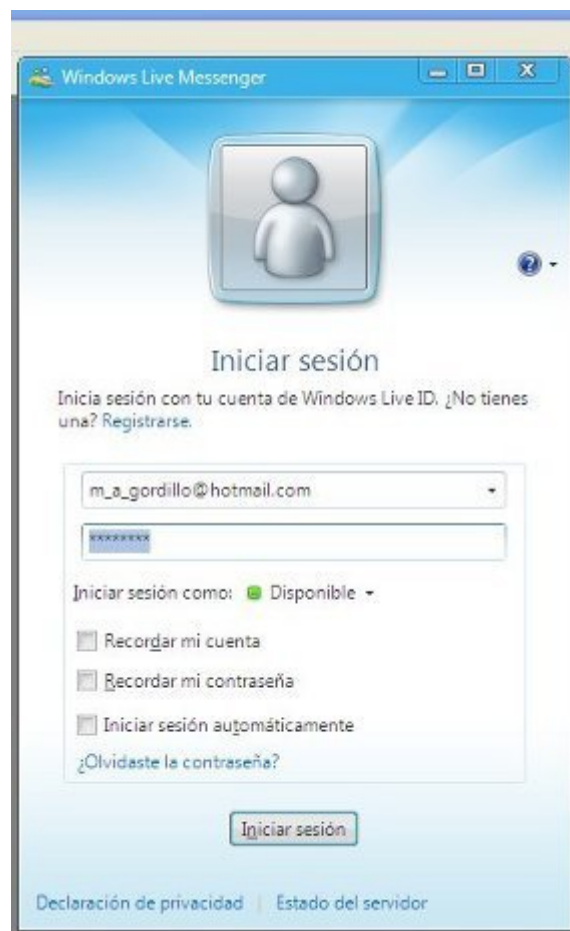 Windows Live Messenger
Iniciar sesión
Inicia sesión con tu cuenta de Windows Live ID. ¿No tienes
una? Registrarse.
m_a_gordillo@hotmail.com
********
Iniciar sesión como: Disponible
Recordar mi cuenta
Recordar mi contraseña
Iniciar sesión automáticamente
¿Olvidaste la contraseña?
Iniciar sesión
Declaración de privacidad | Estado del servidor